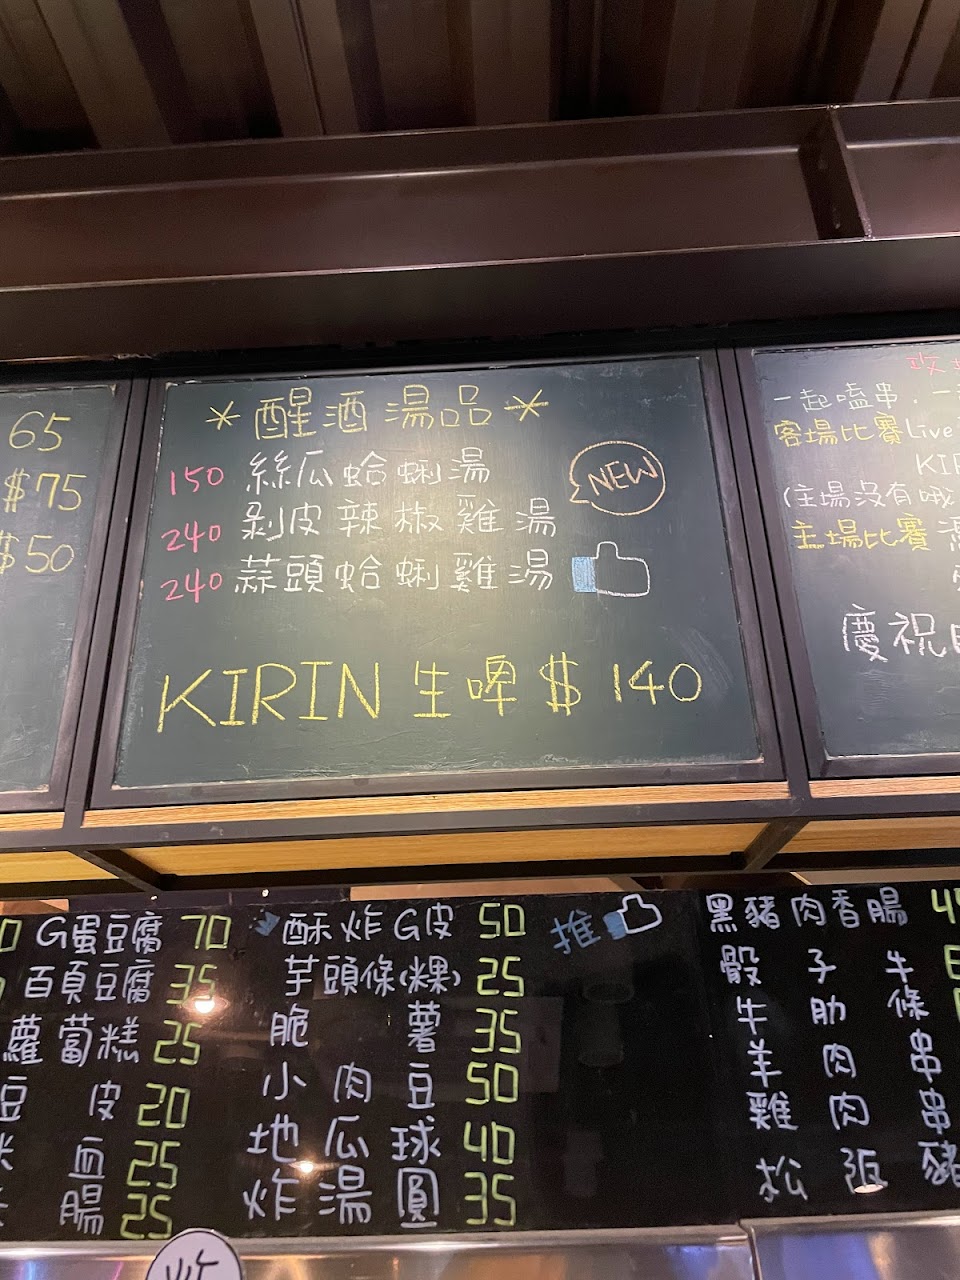 65
$75
$50
*醒酒湯品*
150 絲瓜蛤蜊湯
NEW
240 剝皮辣椒雞湯
240 蒜頭蛤蜊雞湯
KIRIN 生啤 $140
一起嗑串.一
客場比賽Live
KI
(主場沒有哦
主場比賽
慶祝
G蛋豆腐 70
百頁豆腐 35
蘿蔔糕 25
豆皮 20
血 25
腸 25
酥炸G皮 50 推
芋頭條(粿) 25
脆薯 35
小肉豆 50
地瓜球 40
炸湯圓 35
黑豬肉香腸 4
骰子牛
牛肋條
羊肉串
雞肉串
松阪豬